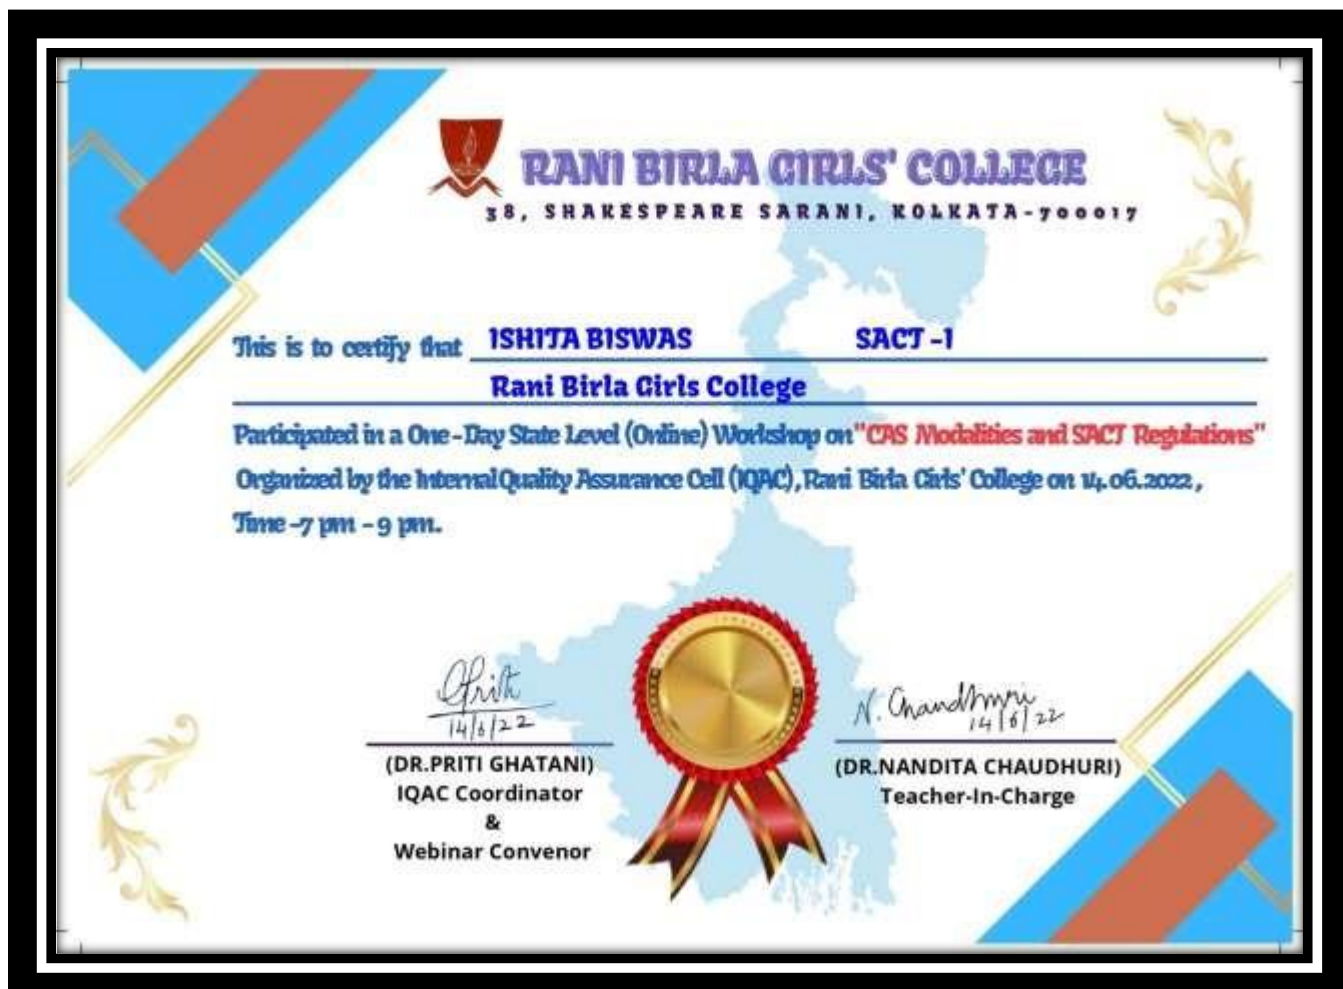 RANI BIRLA GIRLS' COLLEGE
38, SHAKESPEARE SARANI, KOLKATA-700017
This is to certify that ISHITA BISWAS SACT -1
Rani Birla Girls College
Participated in a One-Day State Level (Online) Workshop on "CAS Modalities and SACT Regulations"
Organized by the Internal Quality Assurance Cell (IQAC), Rani Birla Girls' College on 14.06.2022,
Time -7 pm - 9 pm.
14/6/22
N. Chaudhuri
14/6/22
(DR.PRITI GHATANI)
IQAC Coordinator
&
Webinar Convenor
(DR.NANDITA CHAUDHURI)
Teacher-In-Charge